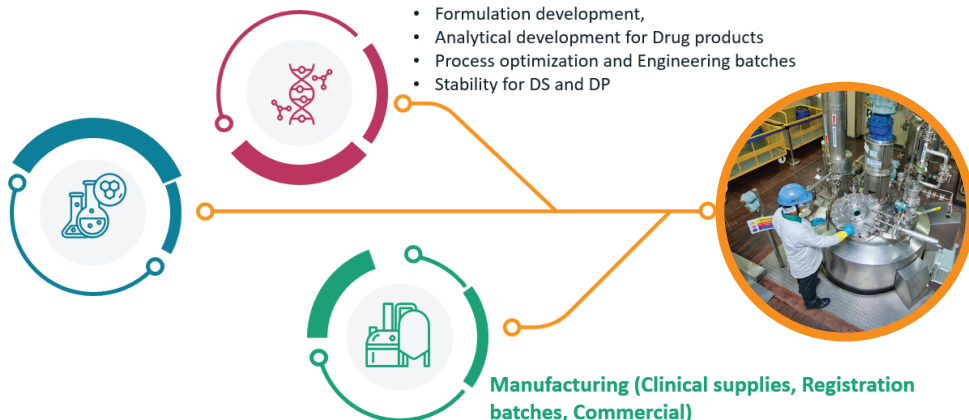 • Formulation development,
• Analytical development for Drug products
• Process optimization and Engineering batches
• Stability for DS and DP
Manufacturing (Clinical supplies, Registration
batches, Commercial)